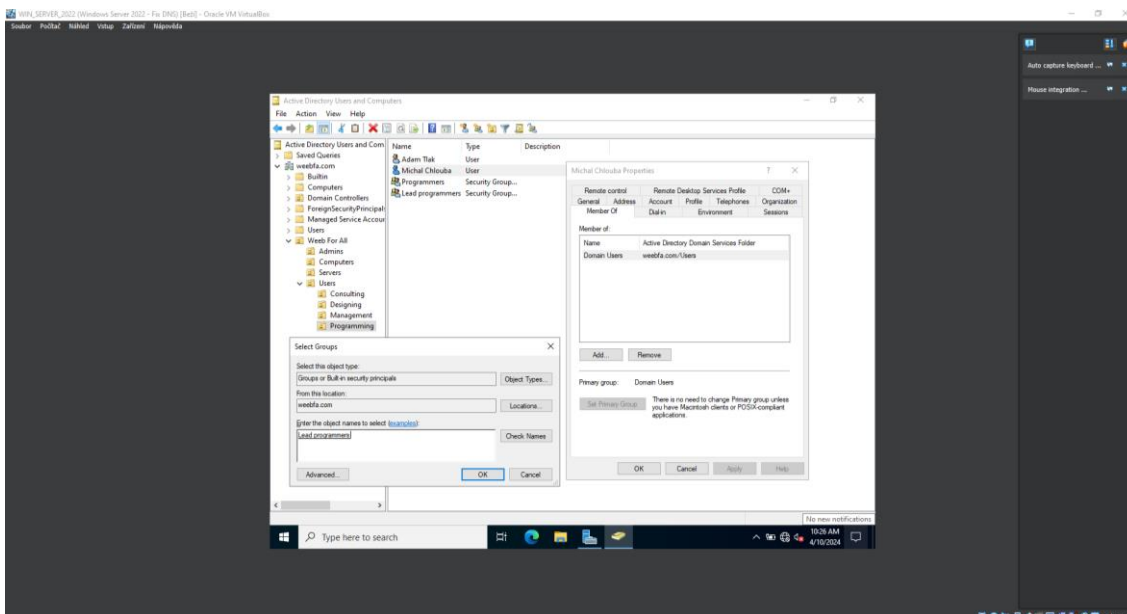 WIN_SERVER_2022 (Windows Server 2022 - Fix DNS) [Běží] - Oracle VM VirtualBox
Soubor Počítač Náhled Vstup Zařízení Nápověda
Auto capture keyboard ...
Mouse integration ...
Active Directory Users and Computers
File Action View Help
Active Directory Users and Com
Saved Queries
weebfa.com
Builtin
Computers
Domain Controllers
ForeignSecurityPrincipals
Managed Service Accour
Users
Weeb For All
Admins
Computers
Servers
Users
Consulting
Designing
Management
Programming
Name Type Description
Adam Tlak User
Michal Chlouba User
Programmers Security Group...
Lead programmers Security Group...
Michal Chlouba Properties
? ×
Remote control Remote Desktop Services Profile COM+
General Address Account Profile Telephones Organization
Member Of Dial-in Environment Sessions
Member of:
Name Active Directory Domain Services Folder
Domain Users weebfa.com/Users
Add... Remove
Primary group: Domain Users
Set Primary Group
There is no need to change Primary group unless
you have Macintosh clients or POSIX-compliant
applications.
OK Cancel Apply Help
Select Groups
Select this object type:
Groups or Built-in security principals Object Types...
From this location:
weebfa.com Locations...
Enter the object names to select (examples):
Lead programmers Check Names
Advanced... OK Cancel
No new notifications
Type here to search
10:26 AM
4/10/2024